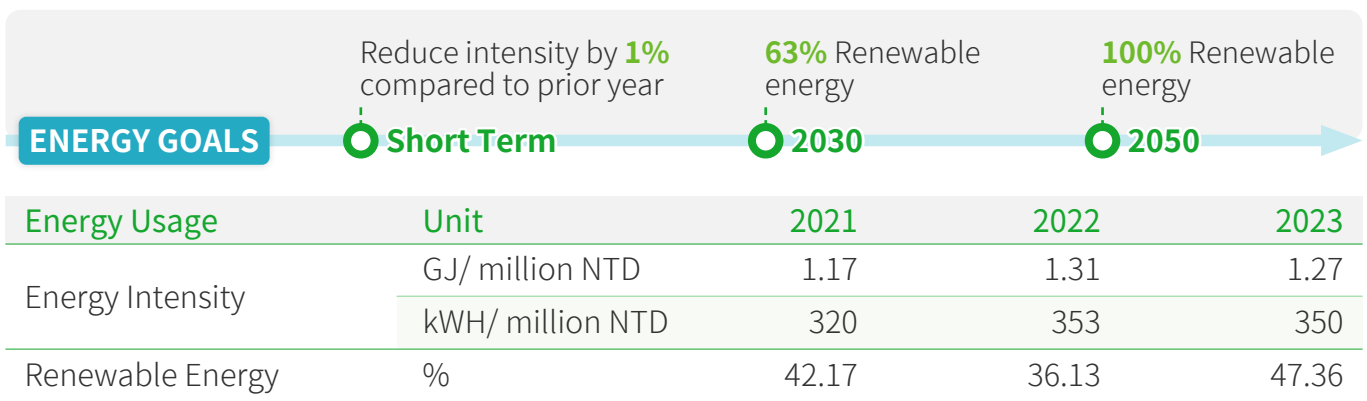 Reduce intensity by 1%
compared to prior year
63% Renewable
energy
100% Renewable
energy
ENERGY GOALS
Short Term
2030
2050
Energy Usage Unit 2021 2022 2023
Energy Intensity
GJ/ million NTD 1.17 1.31 1.27
kWH/ million NTD 320 353 350
Renewable Energy % 42.17 36.13 47.36